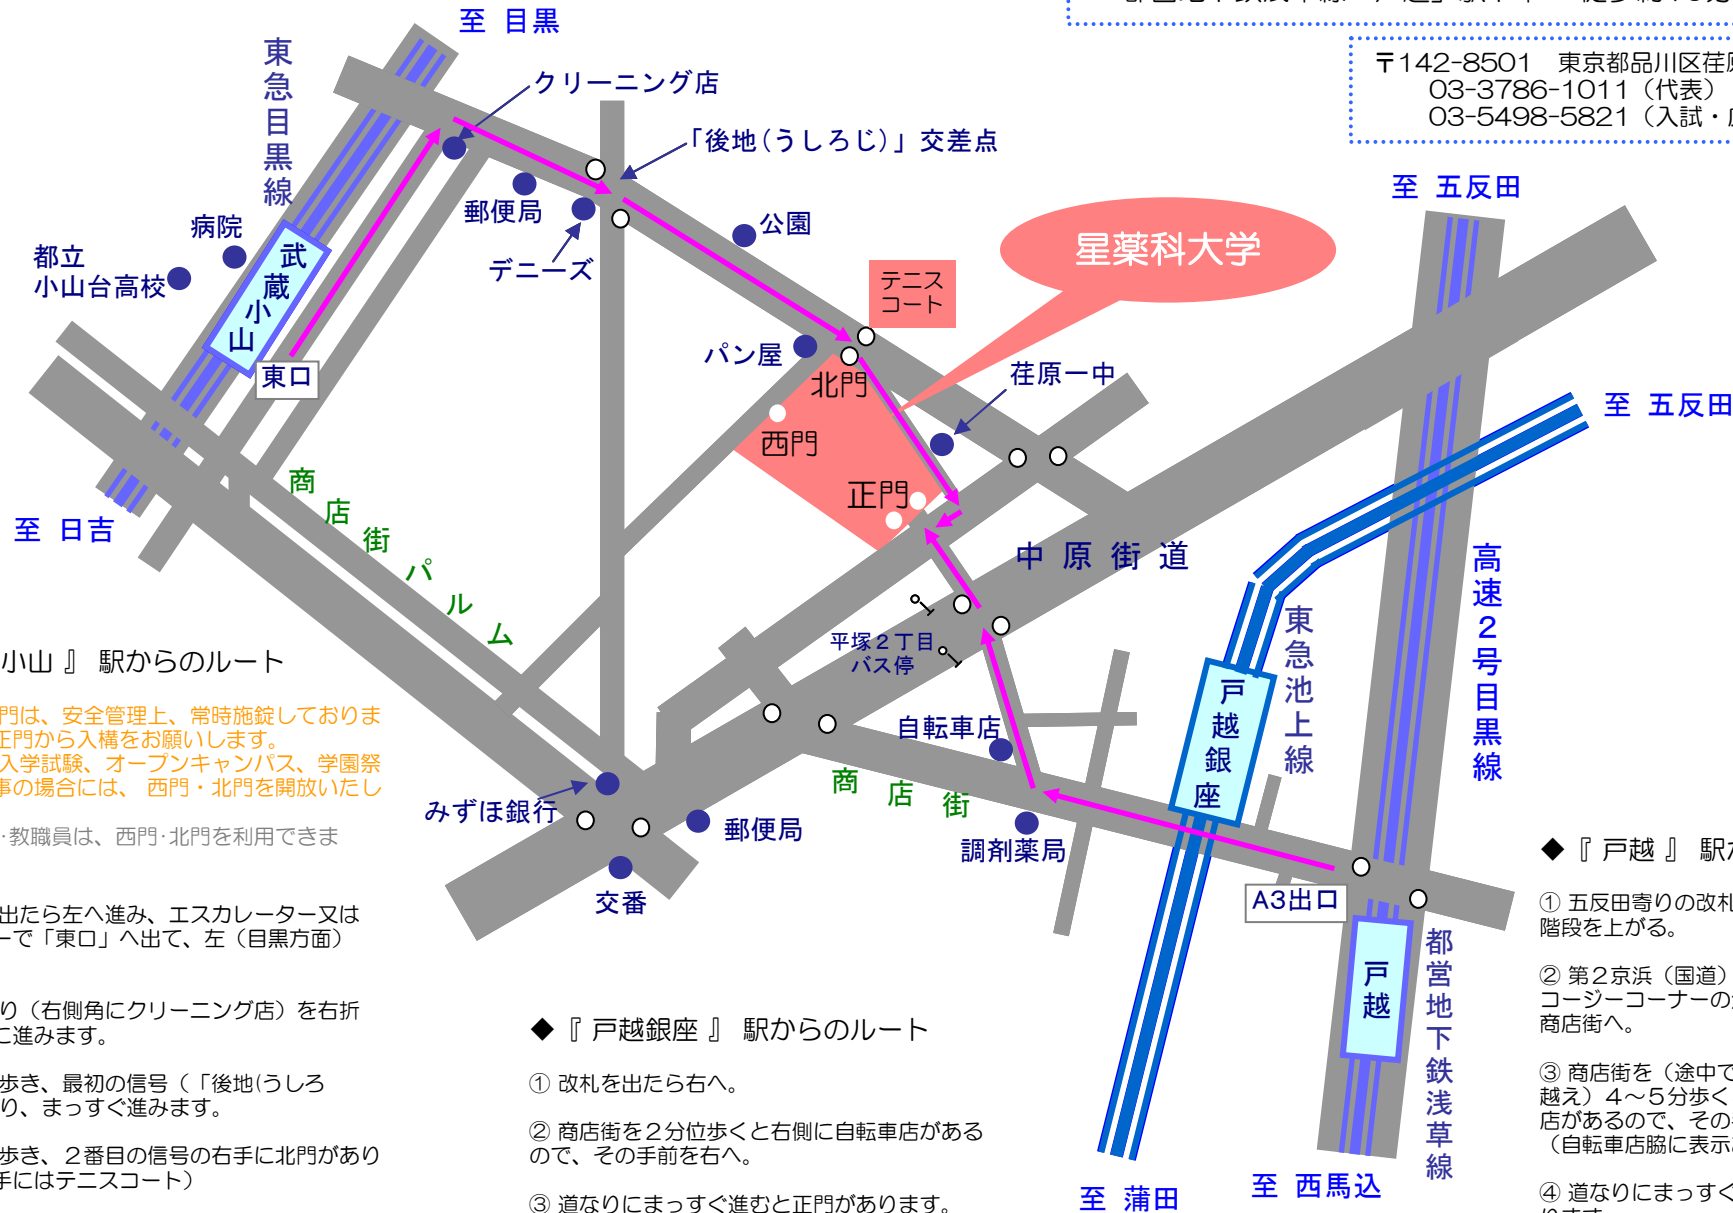 〒142-8501　東京都品川区荏原
03-3786-1011（代表）
03-5498-5821（入試・
至 目黒
東急目黒線
クリーニング店
「後地(うしろじ)」交差点
至 五反田
病院
郵便局
公園
都立
小山台高校
デニーズ
星薬科大学
テニス
コート
武蔵小山
東口
パン屋
北門
荏原一中
至 五反田
西門
正門
至 日吉
商店街パルム
中原街道
高速２号目黒線
東急池上線
平塚２丁目
バス停
戸越銀座
自転車店
商店街
みずほ銀行
郵便局
調剤薬局
交番
A3出口
戸越
都営地下鉄浅草線
至 蒲田
至 西馬込
小山 』 駅からのルート
門は、安全管理上、常時施錠しておりま
正門から入構をお願いします。
入学試験、オープンキャンパス、学園祭
事の場合には、 西門・北門を開放いたし
・教職員は、西門・北門を利用できま
出たら左へ進み、エスカレーター又は
ーで「東口」へ出て、左（目黒方面）
り（右側角にクリーニング店）を右折
に進みます。
歩き、最初の信号（「後地(うしろ
り、まっすぐ進みます。
歩き、２番目の信号の右手に北門があり
手にはテニスコート）
◆『 戸越銀座 』 駅からのルート
① 改札を出たら右へ。
② 商店街を２分位歩くと右側に自転車店がある
ので、その手前を右へ。
③ 道なりにまっすぐ進むと正門があります。
◆『 戸越 』 駅か
① 五反田寄りの改札
階段を上がる。
② 第２京浜（国道）
コージーコーナーの
商店街へ。
③ 商店街を（途中で
越え）４～５分歩く
店があるので、その
（自転車店脇に表示
④ 道なりにまっすぐ